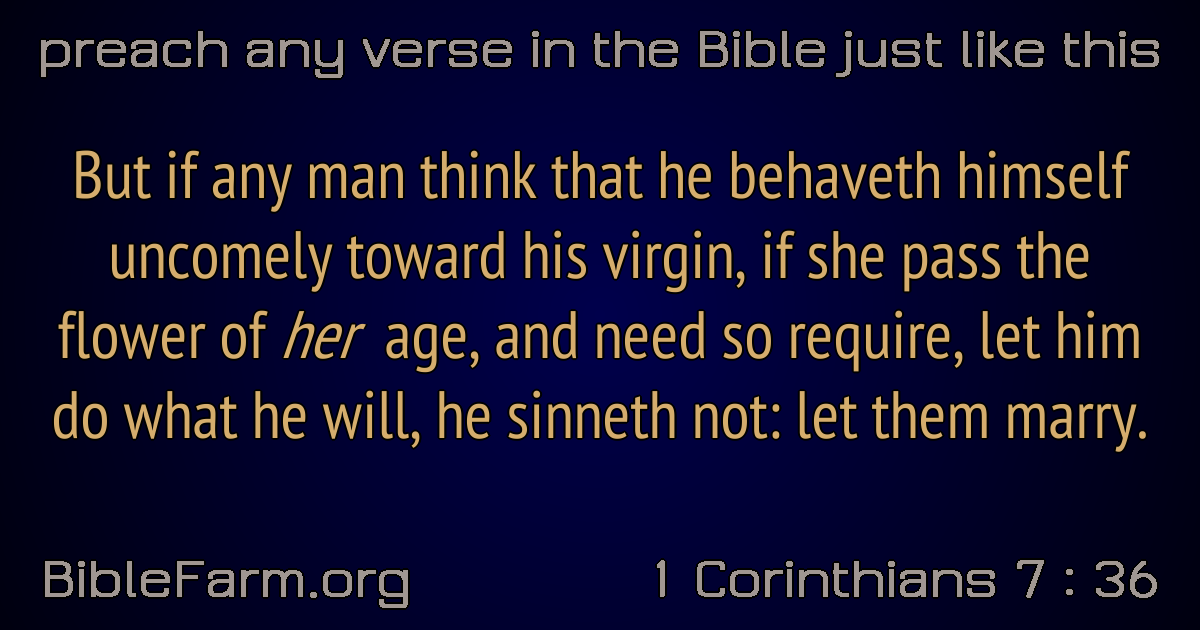 preach any verse in the Bible just like this
But if any man think that he behaveth himself
uncomely toward his virgin, if she pass the
flower of her age, and need so require, let him
do what he will, he sinneth not: let them marry.
BibleFarm.org
1 Corinthians 7 : 36